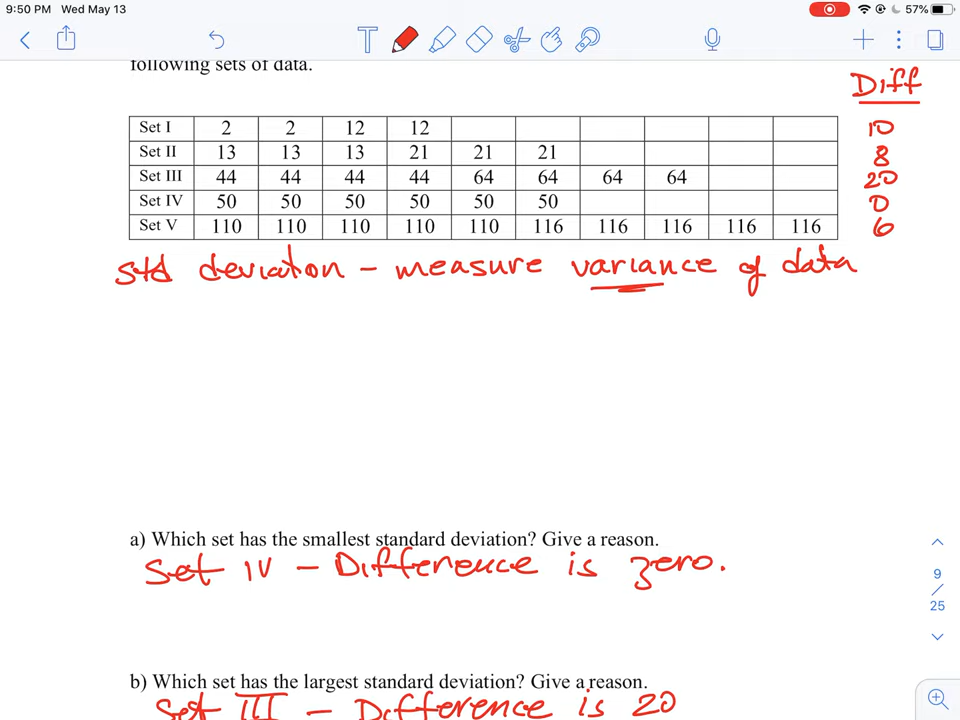 9:50 PM Wed May 13 57%
T
following sets of data.
Diff
Set I 2 2 12 12 10
Set II 13 13 13 21 21 21 8
Set III 44 44 44 44 64 64 64 64 20
Set IV 50 50 50 50 50 50 0
Set V 110 110 110 110 110 116 116 116 116 116 6
Std deviation - measure variance of data
a) Which set has the smallest standard deviation? Give a reason.
Set IV - Difference is zero.
9
/
25
b) Which set has the largest standard deviation? Give a reason.
Set III - Difference is 20